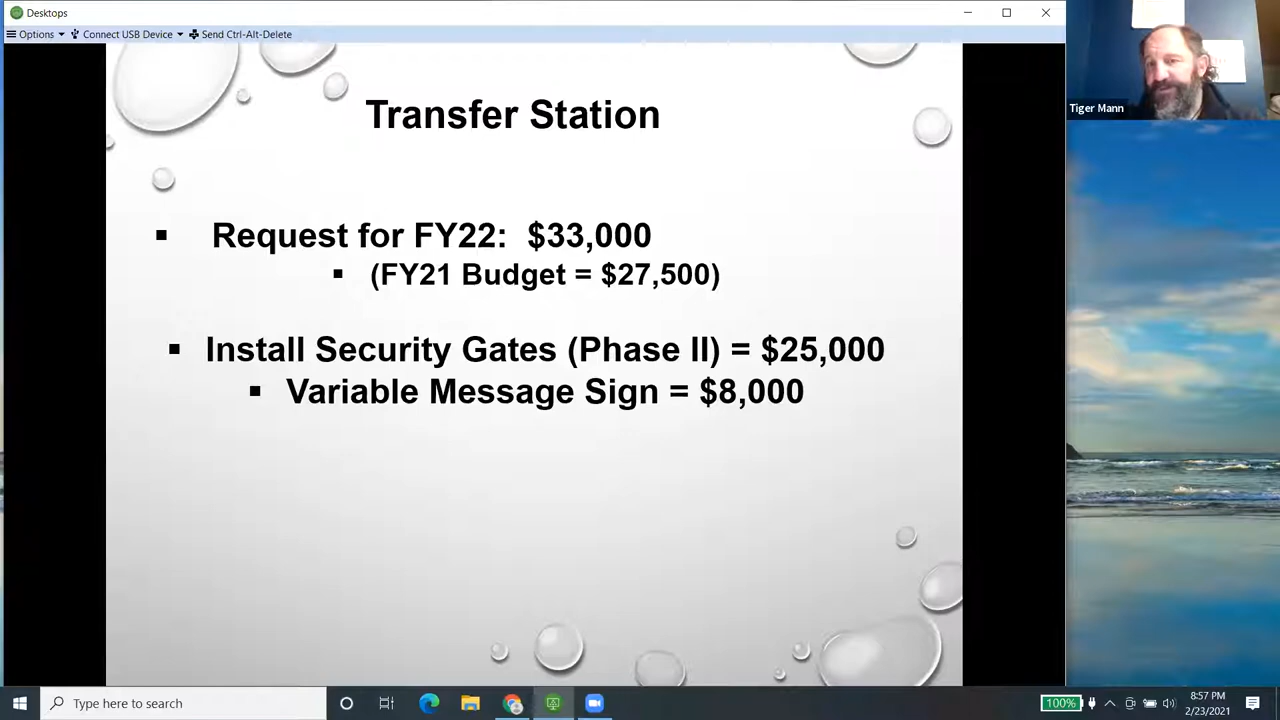 Desktops
Options
Connect USB Device
Send Ctrl-Alt-Delete
Tiger Mann
Transfer Station
▪ Request for FY22: $33,000
▪ (FY21 Budget = $27,500)
▪ Install Security Gates (Phase II) = $25,000
▪ Variable Message Sign = $8,000
Type here to search
100%
8:57 PM
2/23/2021